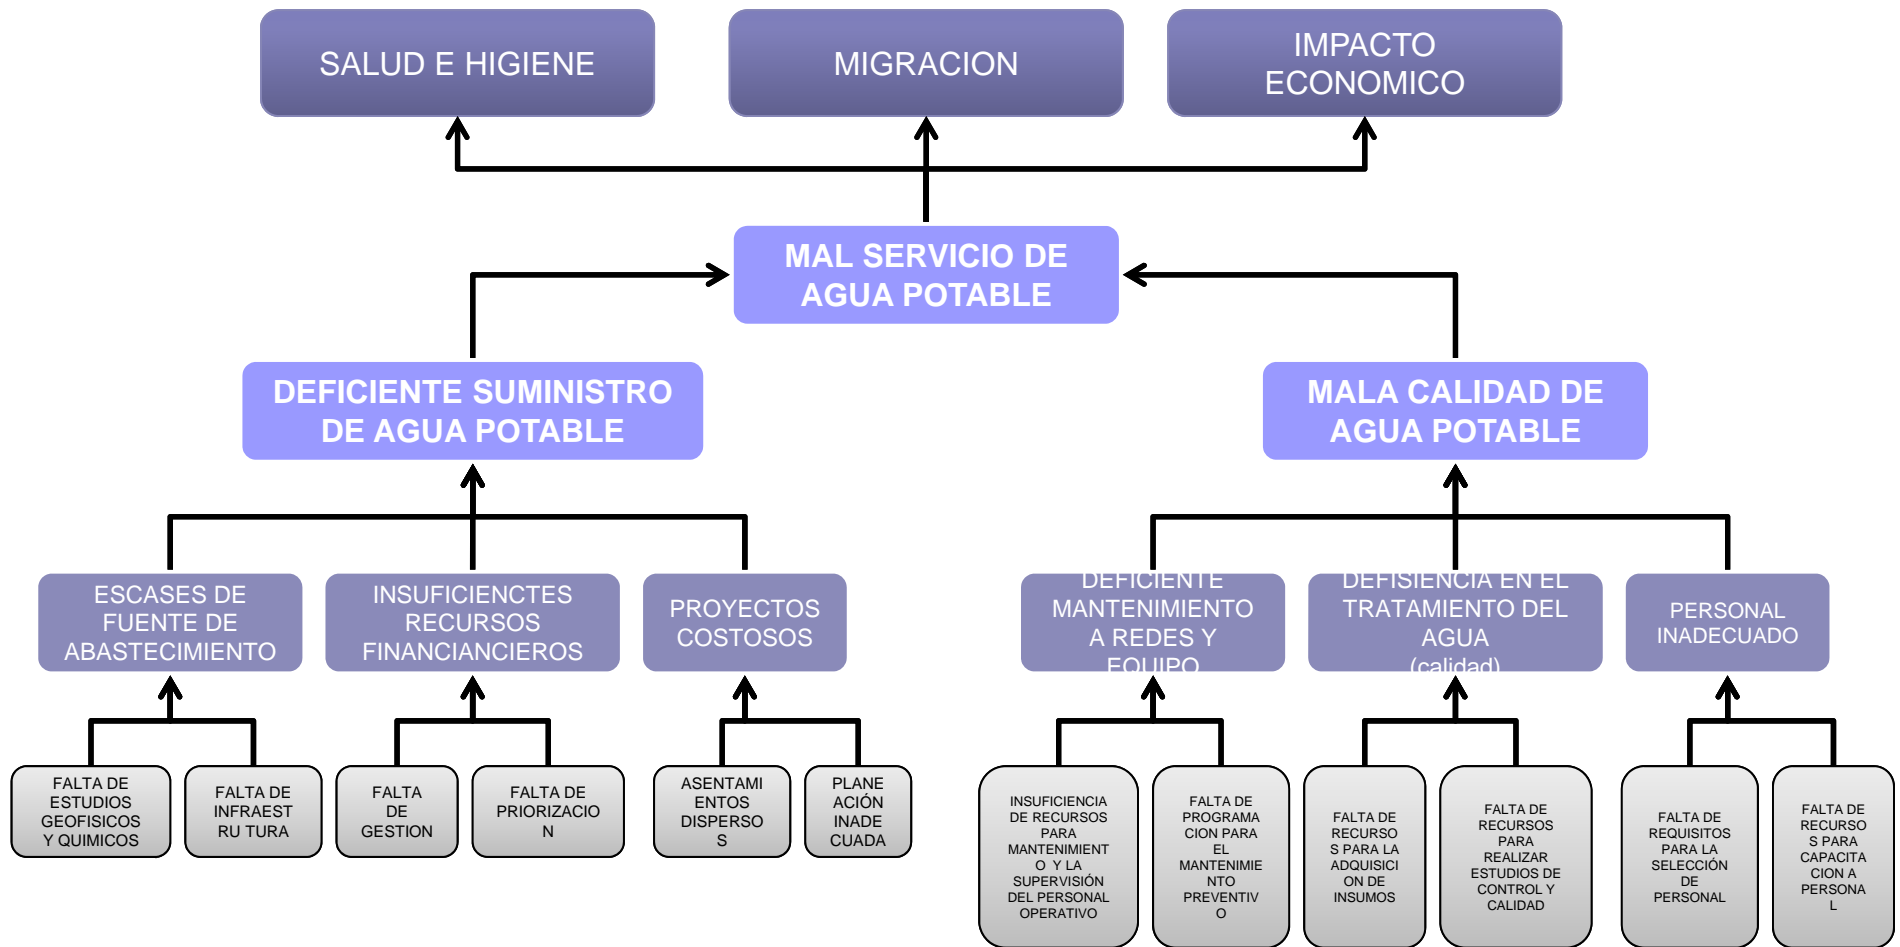 SALUD E HIGIENE
MIGRACION
IMPACTO
ECONOMICO
MAL SERVICIO DE
AGUA POTABLE
DEFICIENTE SUMINISTRO
DE AGUA POTABLE
MALA CALIDAD DE
AGUA POTABLE
ESCASES DE
FUENTE DE
ABASTECIMIENTO
INSUFICIENCTES
RECURSOS
FINANCIANCIEROS
PROYECTOS
COSTOSOS
DEFICIENTE
MANTENIMIENTO
A REDES Y
EQUIPO
DEFISIENCIA EN EL
TRATAMIENTO DEL
AGUA
(calidad)
PERSONAL
INADECUADO
FALTA DE
ESTUDIOS
GEOFISICOS
Y QUIMICOS
FALTA DE
INFRAEST
RU TURA
FALTA
DE
GESTION
FALTA DE
PRIORIZACIO
N
ASENTAMI
ENTOS
DISPERSO
S
PLANE
ACIÓN
INADE
CUADA
INSUFICIENCIA
DE RECURSOS
PARA
MANTENIMIENT
O Y LA
SUPERVISIÓN
DEL PERSONAL
OPERATIVO
FALTA DE
PROGRAMA
CION PARA
EL
MANTENIMIE
NTO
PREVENTIV
O
FALTA DE
RECURSO
S PARA LA
ADQUISICI
ON DE
INSUMOS
FALTA DE
RECURSOS
PARA
REALIZAR
ESTUDIOS DE
CONTROL Y
CALIDAD
FALTA DE
REQUISITOS
PARA LA
SELECCIÓN
DE
PERSONAL
FALTA DE
RECURSO
S PARA
CAPACITA
CION A
PERSONA
L